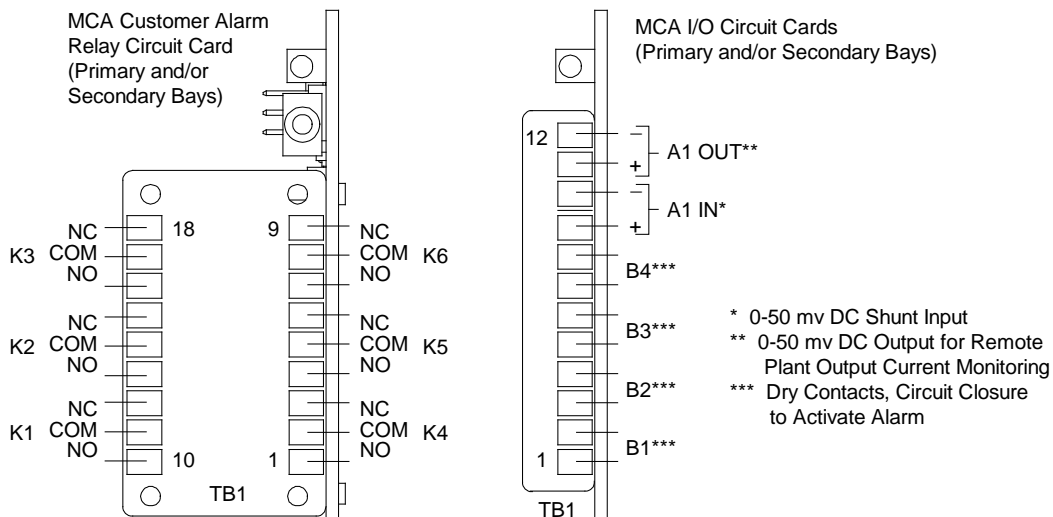 MCA Customer Alarm
Relay Circuit Card
(Primary and/or
Secondary Bays)
NC 18 9 NC
K3 COM COM K6
NO NO
NC NC
K2 COM COM K5
NO NO
NC NC
K1 COM COM K4
NO 10 1 NO
TB1
MCA I/O Circuit Cards
(Primary and/or Secondary Bays)
12 −
A1 OUT**
+
−
A1 IN*
+
B4***
B3***
B2***
1 B1***
TB1
* 0-50 mv DC Shunt Input
** 0-50 mv DC Output for Remote
Plant Output Current Monitoring
*** Dry Contacts, Circuit Closure
to Activate Alarm